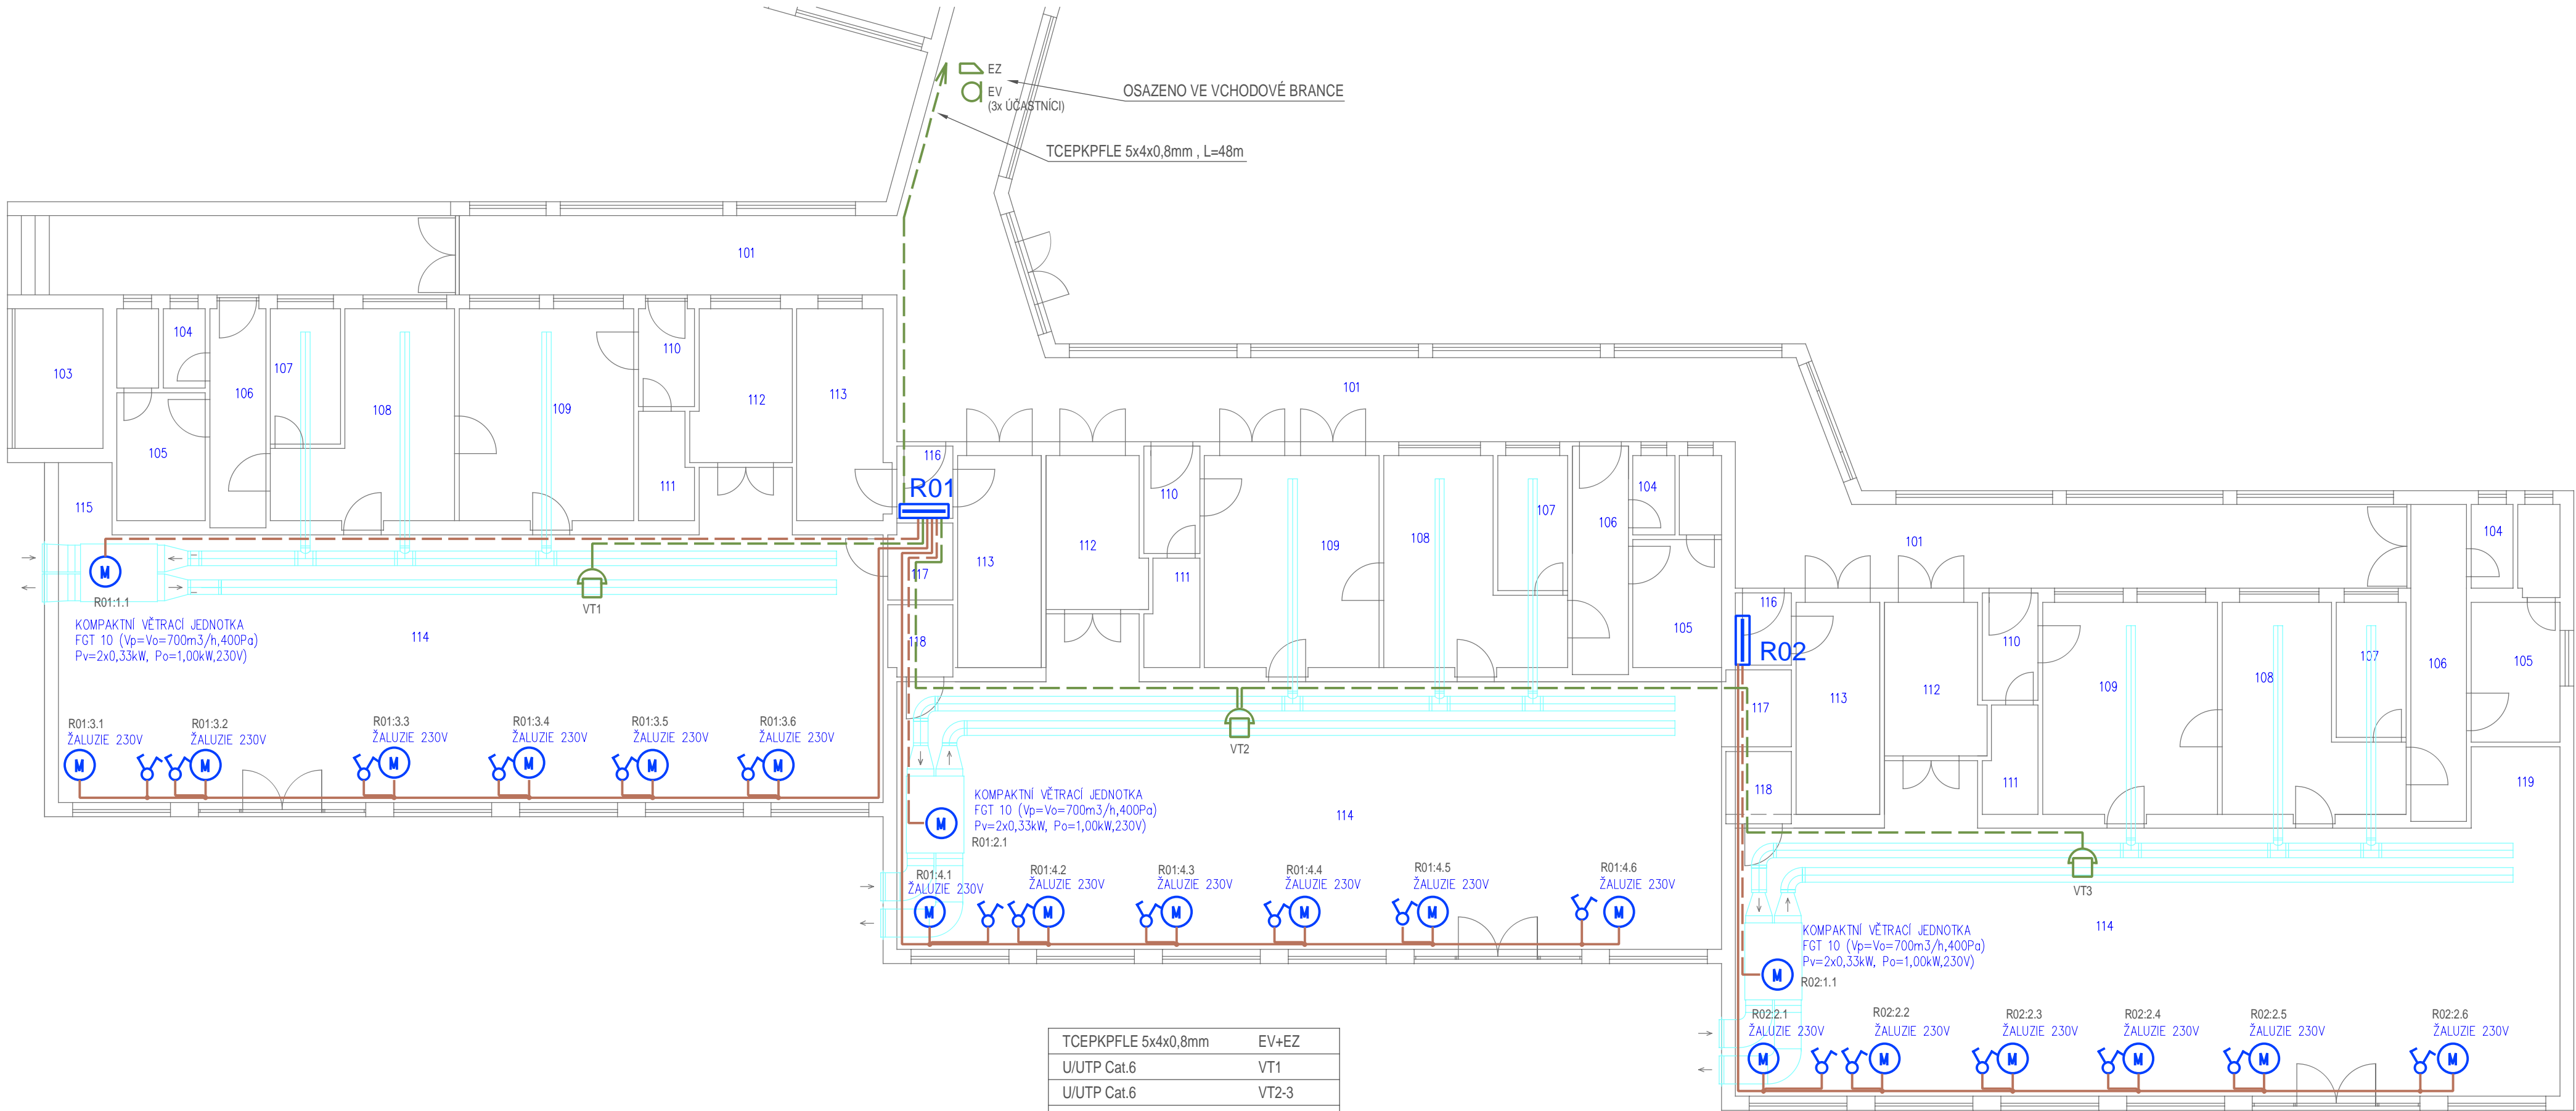 EZ
EV
(3x ÚČASTNÍCI)
OSAZENO VE VCHODOVÉ BRANCE
TCEPKPFLE 5x4x0,8mm , L=48m
101
103
104
105
106
107
108
109
110
111
112
113
115
116
R01
117
118
R01:1.1
KOMPAKTNÍ VĚTRACÍ JEDNOTKA
FGT 10 (Vp=Vo=700m3/h,400Pa)
Pv=2x0,33kW, Po=1,00kW,230V)
M
VT1
114
R01:3.1
ŽALUZIE 230V
M
R01:3.2
ŽALUZIE 230V
M
R01:3.3
ŽALUZIE 230V
M
R01:3.4
ŽALUZIE 230V
M
R01:3.5
ŽALUZIE 230V
M
R01:3.6
ŽALUZIE 230V
M
101
113
112
110
111
109
108
107
106
104
105
VT2
KOMPAKTNÍ VĚTRACÍ JEDNOTKA
FGT 10 (Vp=Vo=700m3/h,400Pa)
Pv=2x0,33kW, Po=1,00kW,230V)
M
R01:2.1
114
R01:4.1
ŽALUZIE 230V
M
R01:4.2
ŽALUZIE 230V
M
R01:4.3
ŽALUZIE 230V
M
R01:4.4
ŽALUZIE 230V
M
R01:4.5
ŽALUZIE 230V
M
R01:4.6
ŽALUZIE 230V
M
101
116
R02
117
118
113
112
110
111
109
108
107
106
104
105
119
VT3
114
KOMPAKTNÍ VĚTRACÍ JEDNOTKA
FGT 10 (Vp=Vo=700m3/h,400Pa)
Pv=2x0,33kW, Po=1,00kW,230V)
M
R02:1.1
R02:2.1
ŽALUZIE 230V
M
R02:2.2
ŽALUZIE 230V
M
R02:2.3
ŽALUZIE 230V
M
R02:2.4
ŽALUZIE 230V
M
R02:2.5
ŽALUZIE 230V
M
R02:2.6
ŽALUZIE 230V
M
TCEPKPFLE 5x4x0,8mm EV+EZ
U/UTP Cat.6 VT1
U/UTP Cat.6 VT2-3